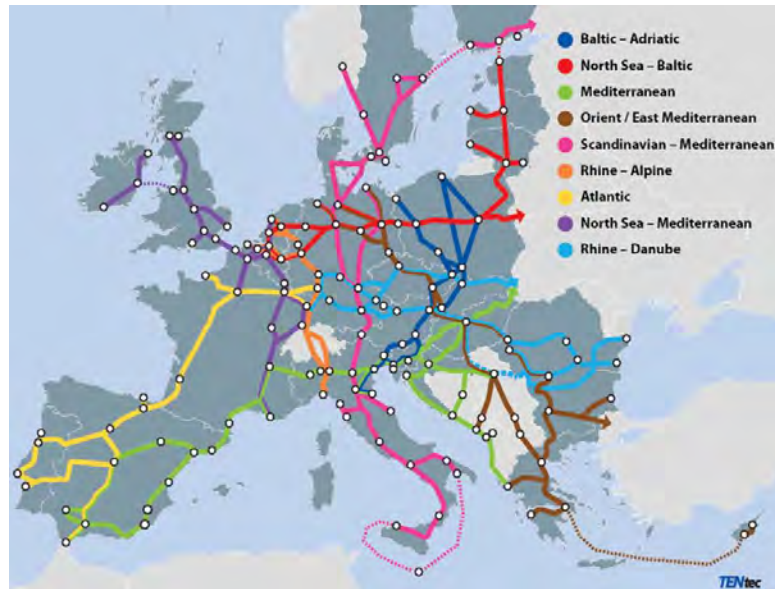 Baltic – Adriatic
North Sea – Baltic
Mediterranean
Orient / East Mediterranean
Scandinavian – Mediterranean
Rhine – Alpine
Atlantic
North Sea – Mediterranean
Rhine – Danube
TENtec